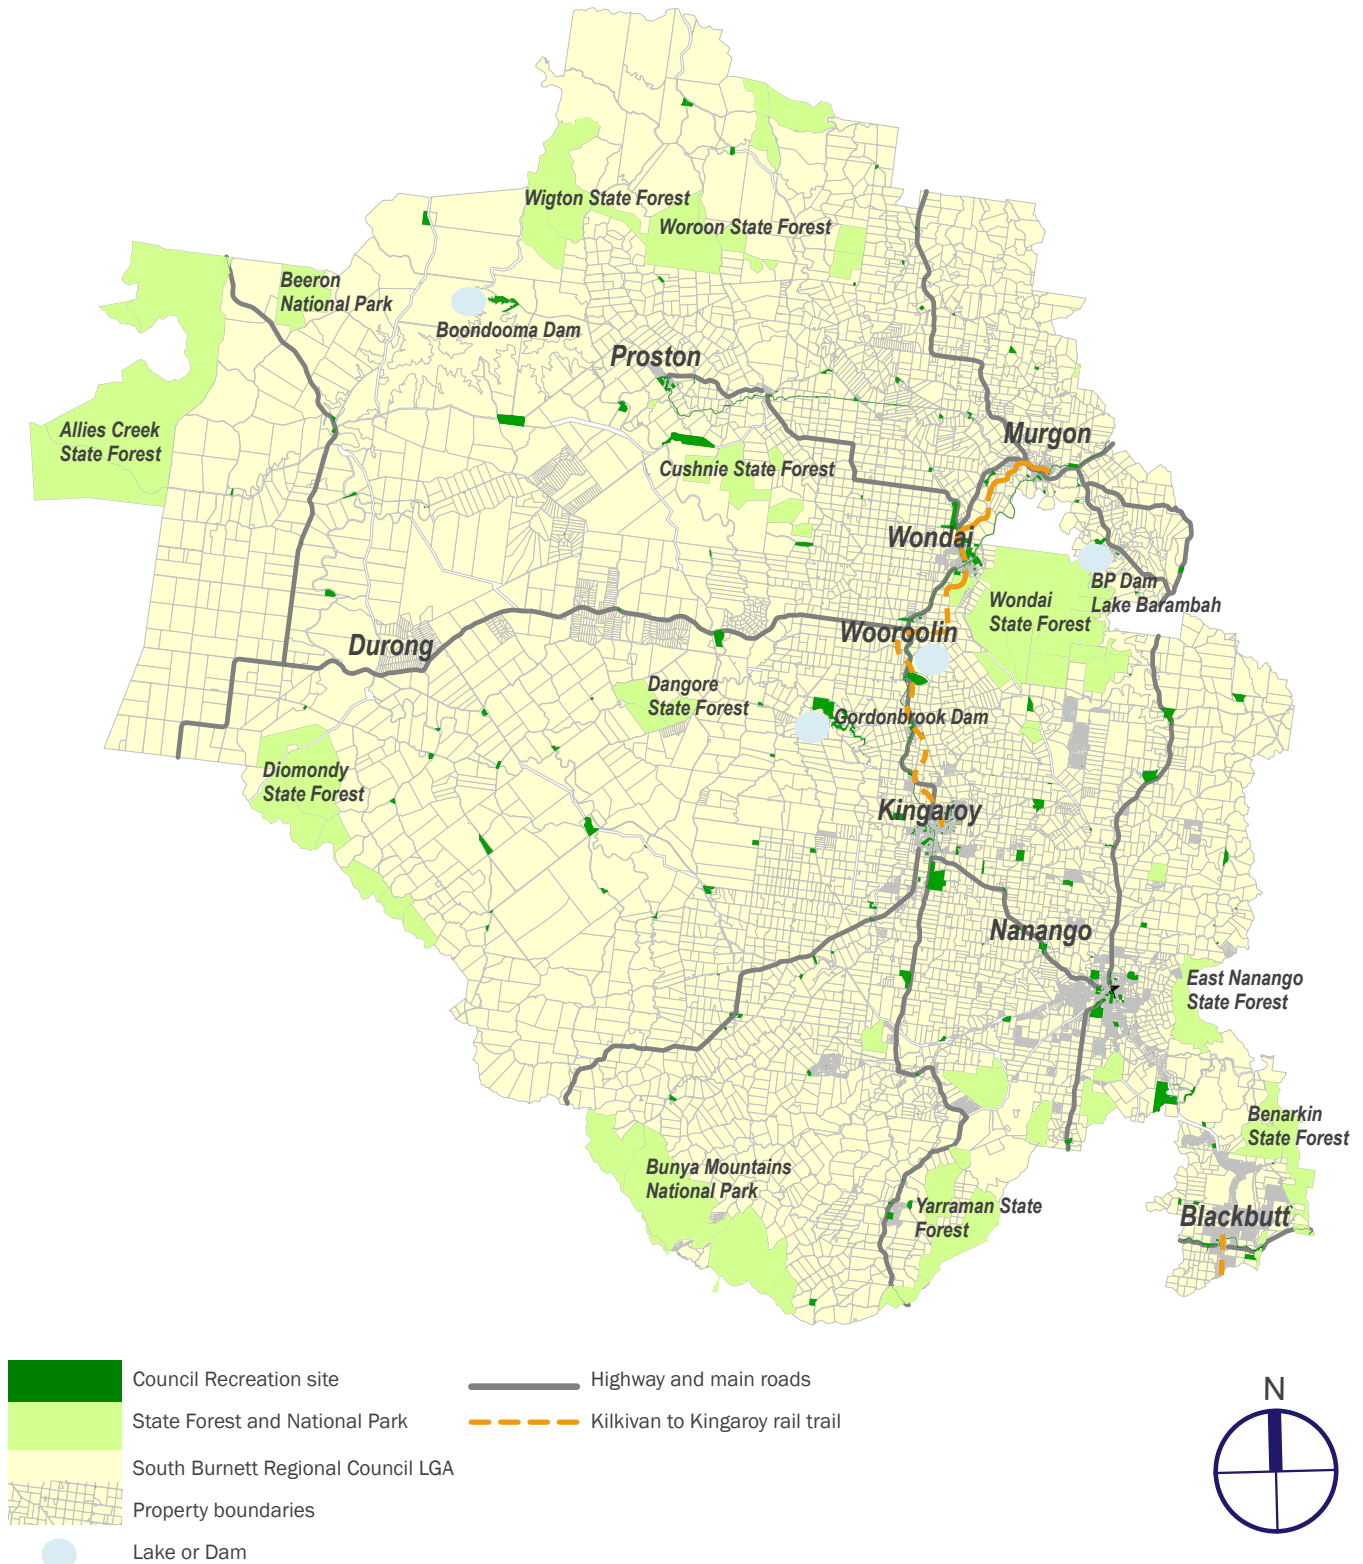 Wigton State Forest
Woroon State Forest
Beeron
National Park
Boondooma Dam
Proston
Allies Creek
State Forest
Murgon
Cushnie State Forest
Wondai
BP Dam
Lake Barambah
Wondai
State Forest
Wooroolin
Durong
Dangore
State Forest
Gordonbrook Dam
Diomondy
State Forest
Kingaroy
Nanango
East Nanango
State Forest
Benarkin
State Forest
Bunya Mountains
National Park
Yarraman State
Forest
Blackbutt
Council Recreation site
State Forest and National Park
South Burnett Regional Council LGA
Property boundaries
Lake or Dam
Highway and main roads
Kilkivan to Kingaroy rail trail
N